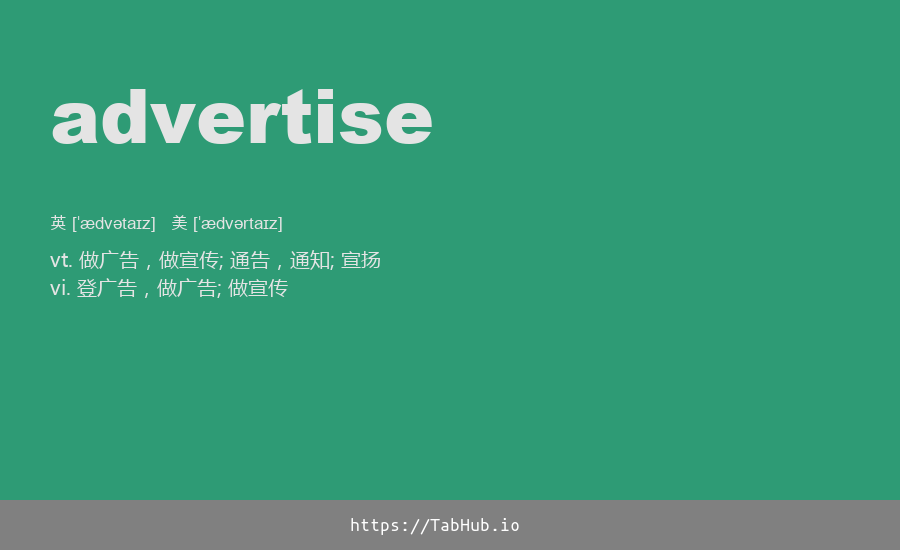 advertise
英 [ˈædvətaɪz] 美 [ˈædvərtaɪz]
vt. 做广告，做宣传; 通告，通知; 宣扬
vi. 登广告，做广告; 做宣传
https://TabHub.io